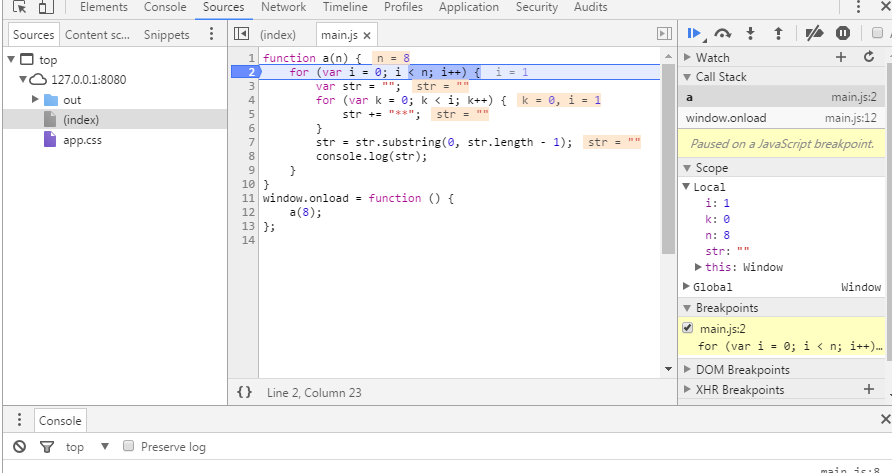 Elements Console Sources Network Timeline Profiles Application Security Audits
Sources Content sc... Snippets
(index) main.js ×
top
127.0.0.1:8080
out
(index)
app.css
1 function a(n) { n = 8
2 for (var i = 0; i < n; i++) { i = 1
3 var str = ""; str = ""
4 for (var k = 0; k < i; k++) { k = 0, i = 1
5 str += "**"; str = ""
6 }
7 str = str.substring(0, str.length - 1); str = ""
8 console.log(str);
9 }
10 }
11 window.onload = function () {
12 a(8);
13 };
14
{} Line 2, Column 23
Watch
Call Stack
a main.js:2
window.onload main.js:12
Paused on a JavaScript breakpoint.
Scope
Local
i: 1
k: 0
n: 8
str: ""
this: Window
Global Window
Breakpoints
main.js:2
for (var i = 0; i < n; i++)...
DOM Breakpoints
XHR Breakpoints
Console
top Preserve log
main.js:8